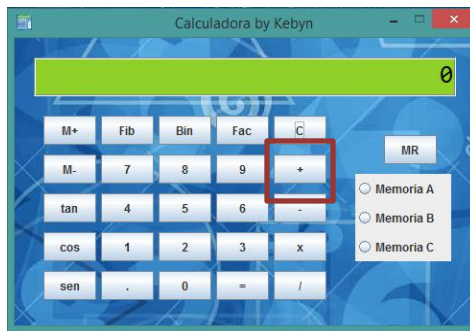 Calculadora by Kebyn
0
M+ Fib Bin Fac C
MR
M- 7 8 9 +
Memoria A
tan 4 5 6 -
Memoria B
cos 1 2 3 x
Memoria C
sen . 0 = /